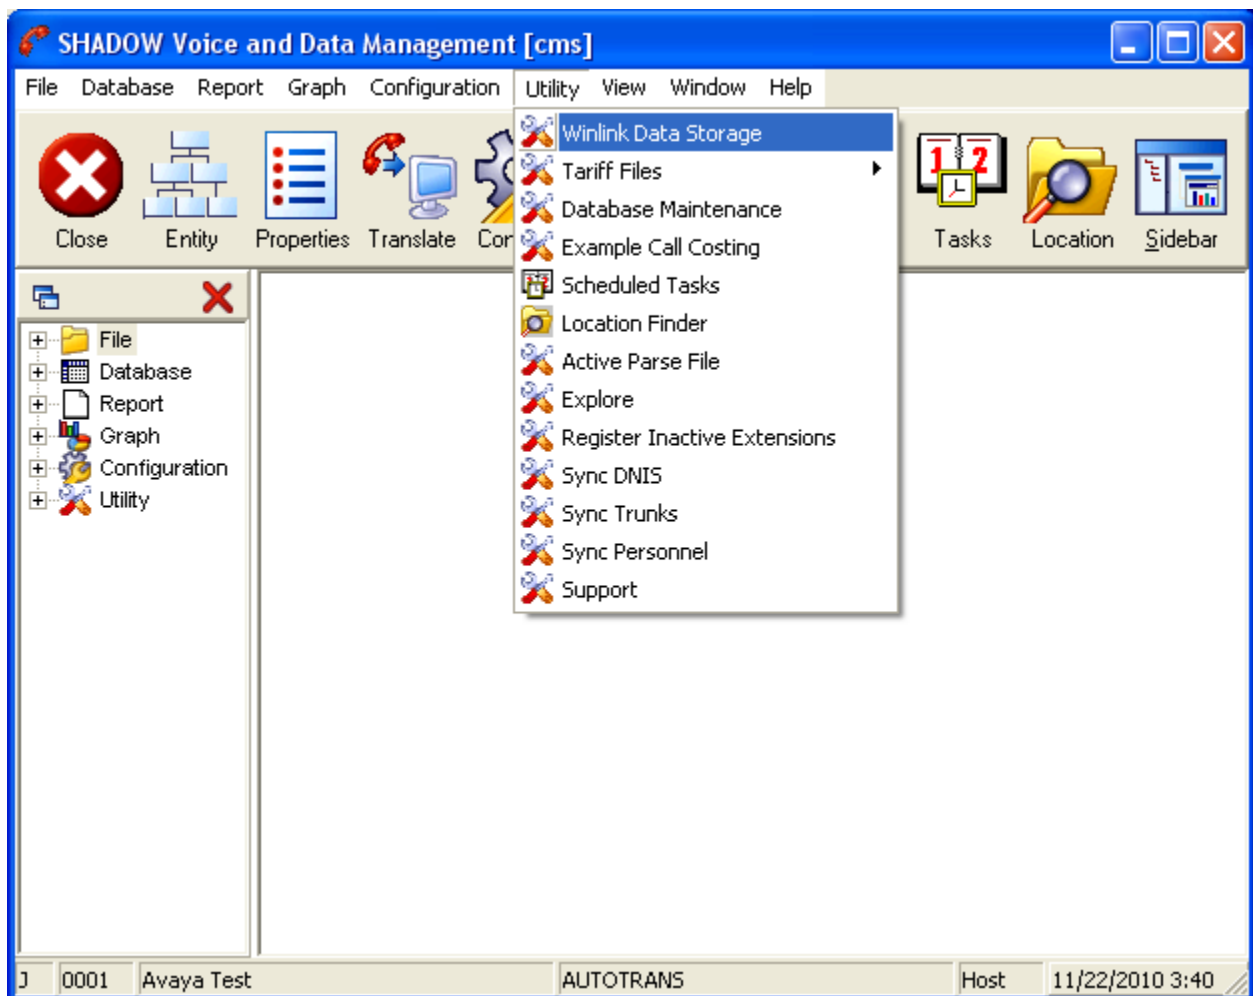 SHADOW Voice and Data Management [cms]
File Database Report Graph Configuration Utility View Window Help
Close Entity Properties Translate Cor Tasks Location Sidebar
1 2
Winlink Data Storage
Tariff Files
Database Maintenance
Example Call Costing
Scheduled Tasks
Location Finder
Active Parse File
Explore
Register Inactive Extensions
Sync DNIS
Sync Trunks
Sync Personnel
Support
File
Database
Report
Graph
Configuration
Utility
J 0001 Avaya Test AUTOTRANS Host 11/22/2010 3:40